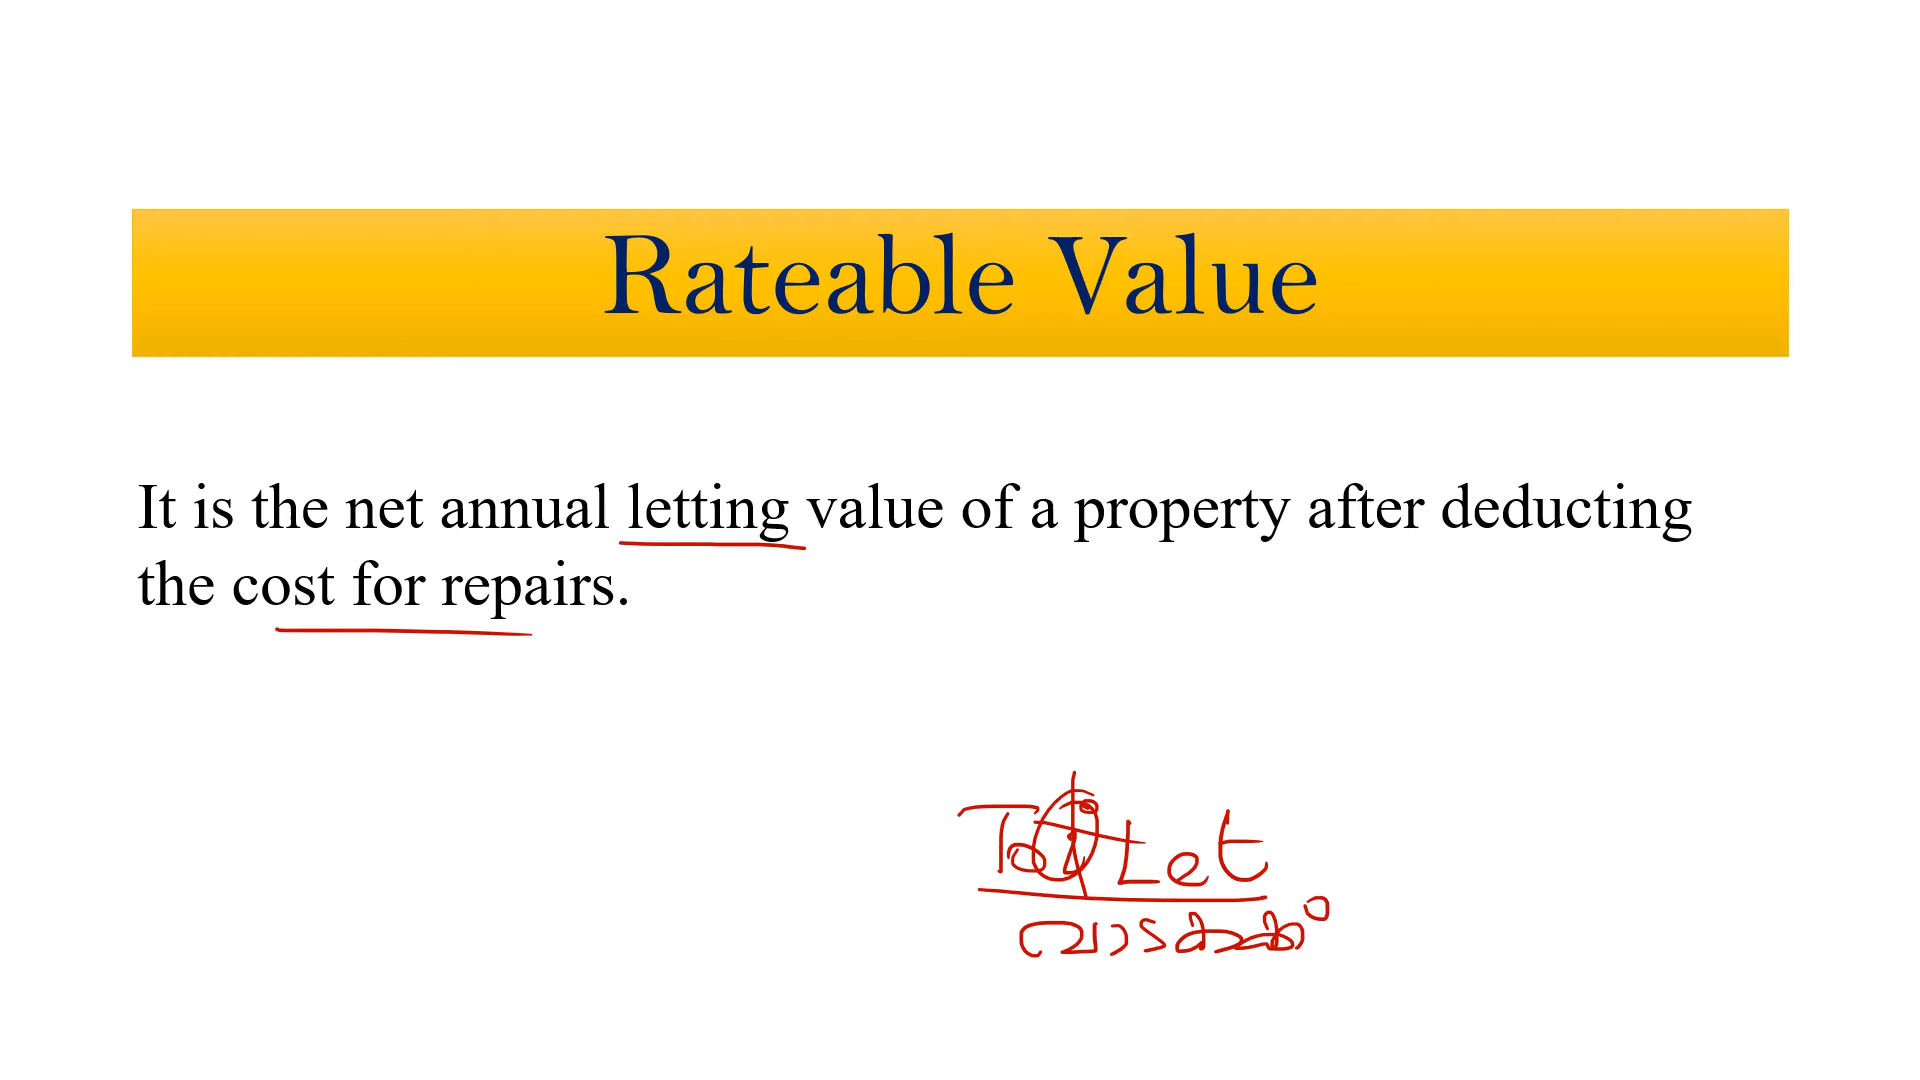 Rateable Value
It is the net annual letting value of a property after deducting
the cost for repairs.
To Let